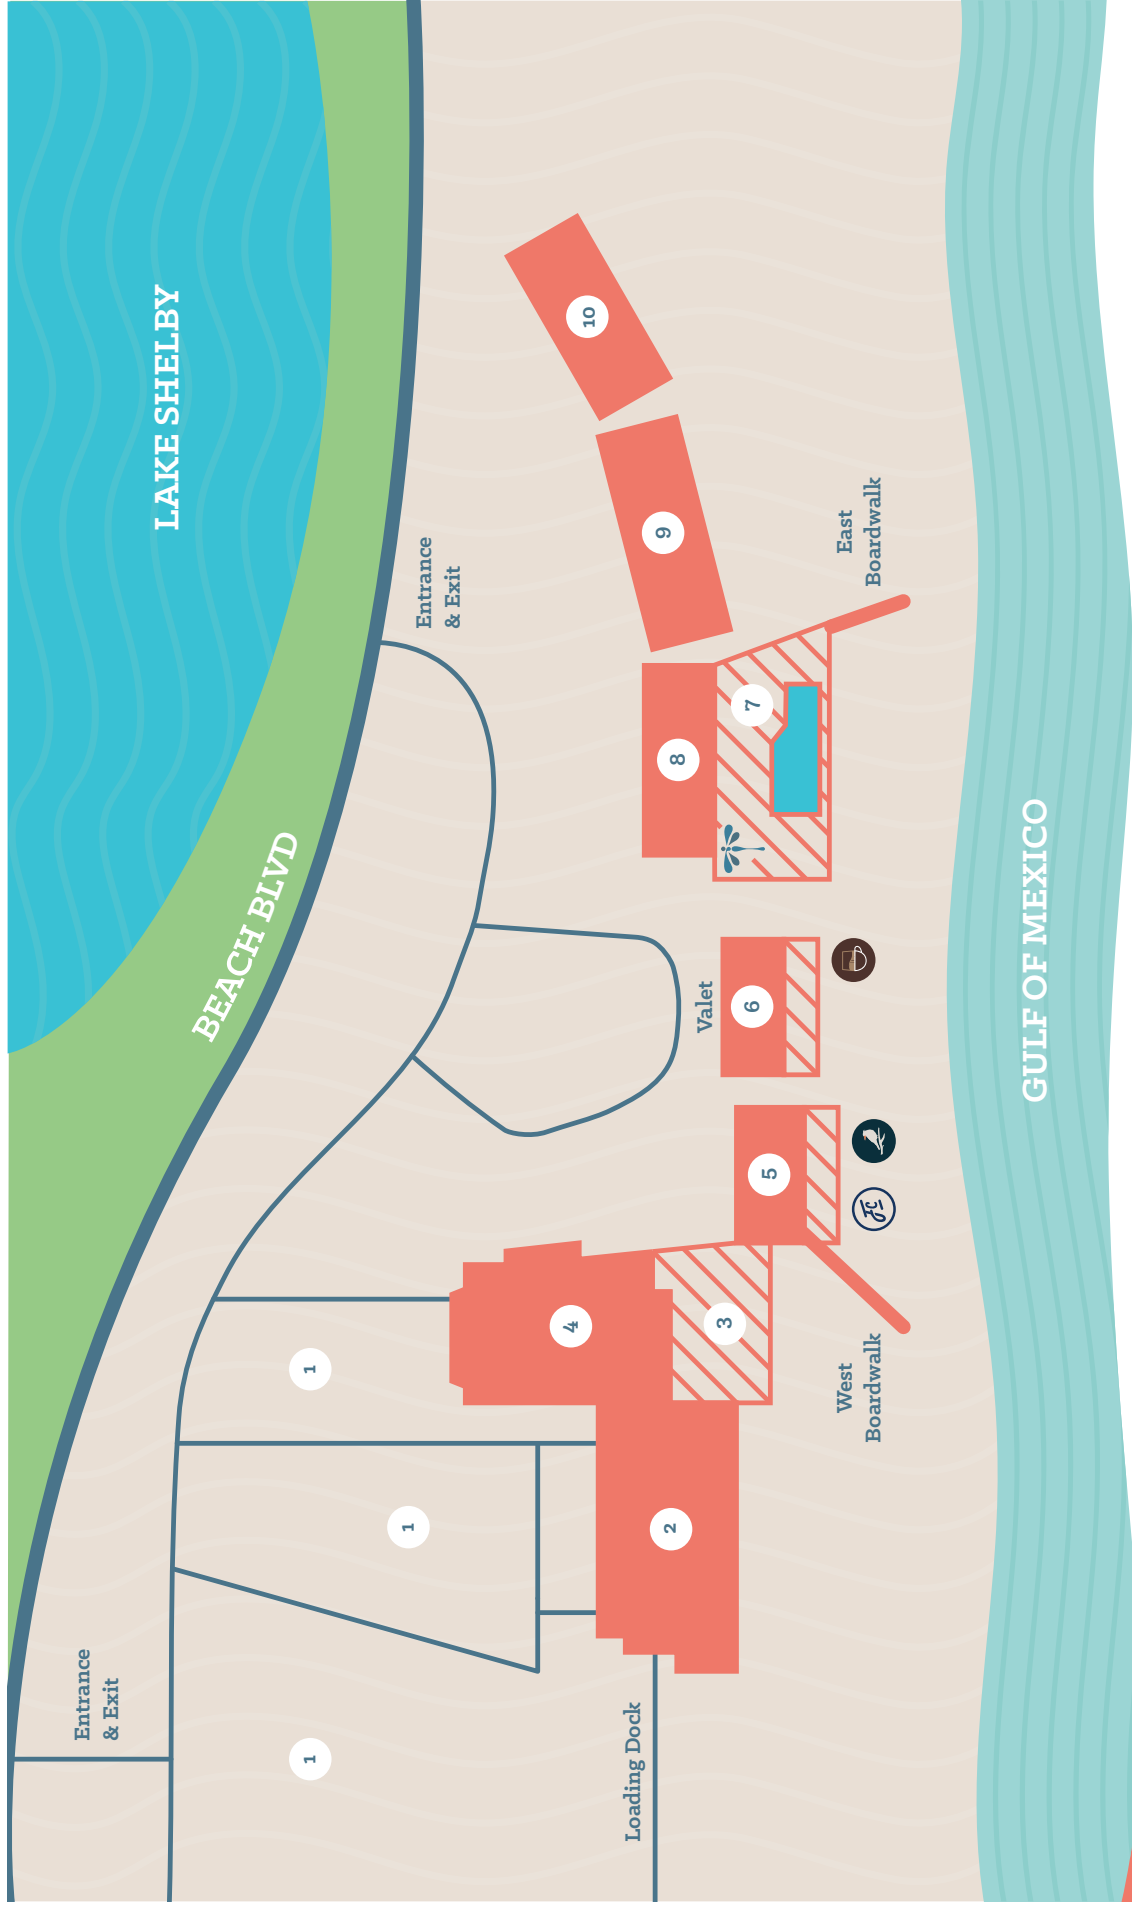 LAKE SHELBY
BEACH BLVD
Entrance
& Exit
Entrance
& Exit
10
9
8
7
6
5
4
3
2
1
1
1
Valet
Loading Dock
East
Boardwalk
West
Boardwalk
GULF OF MEXICO